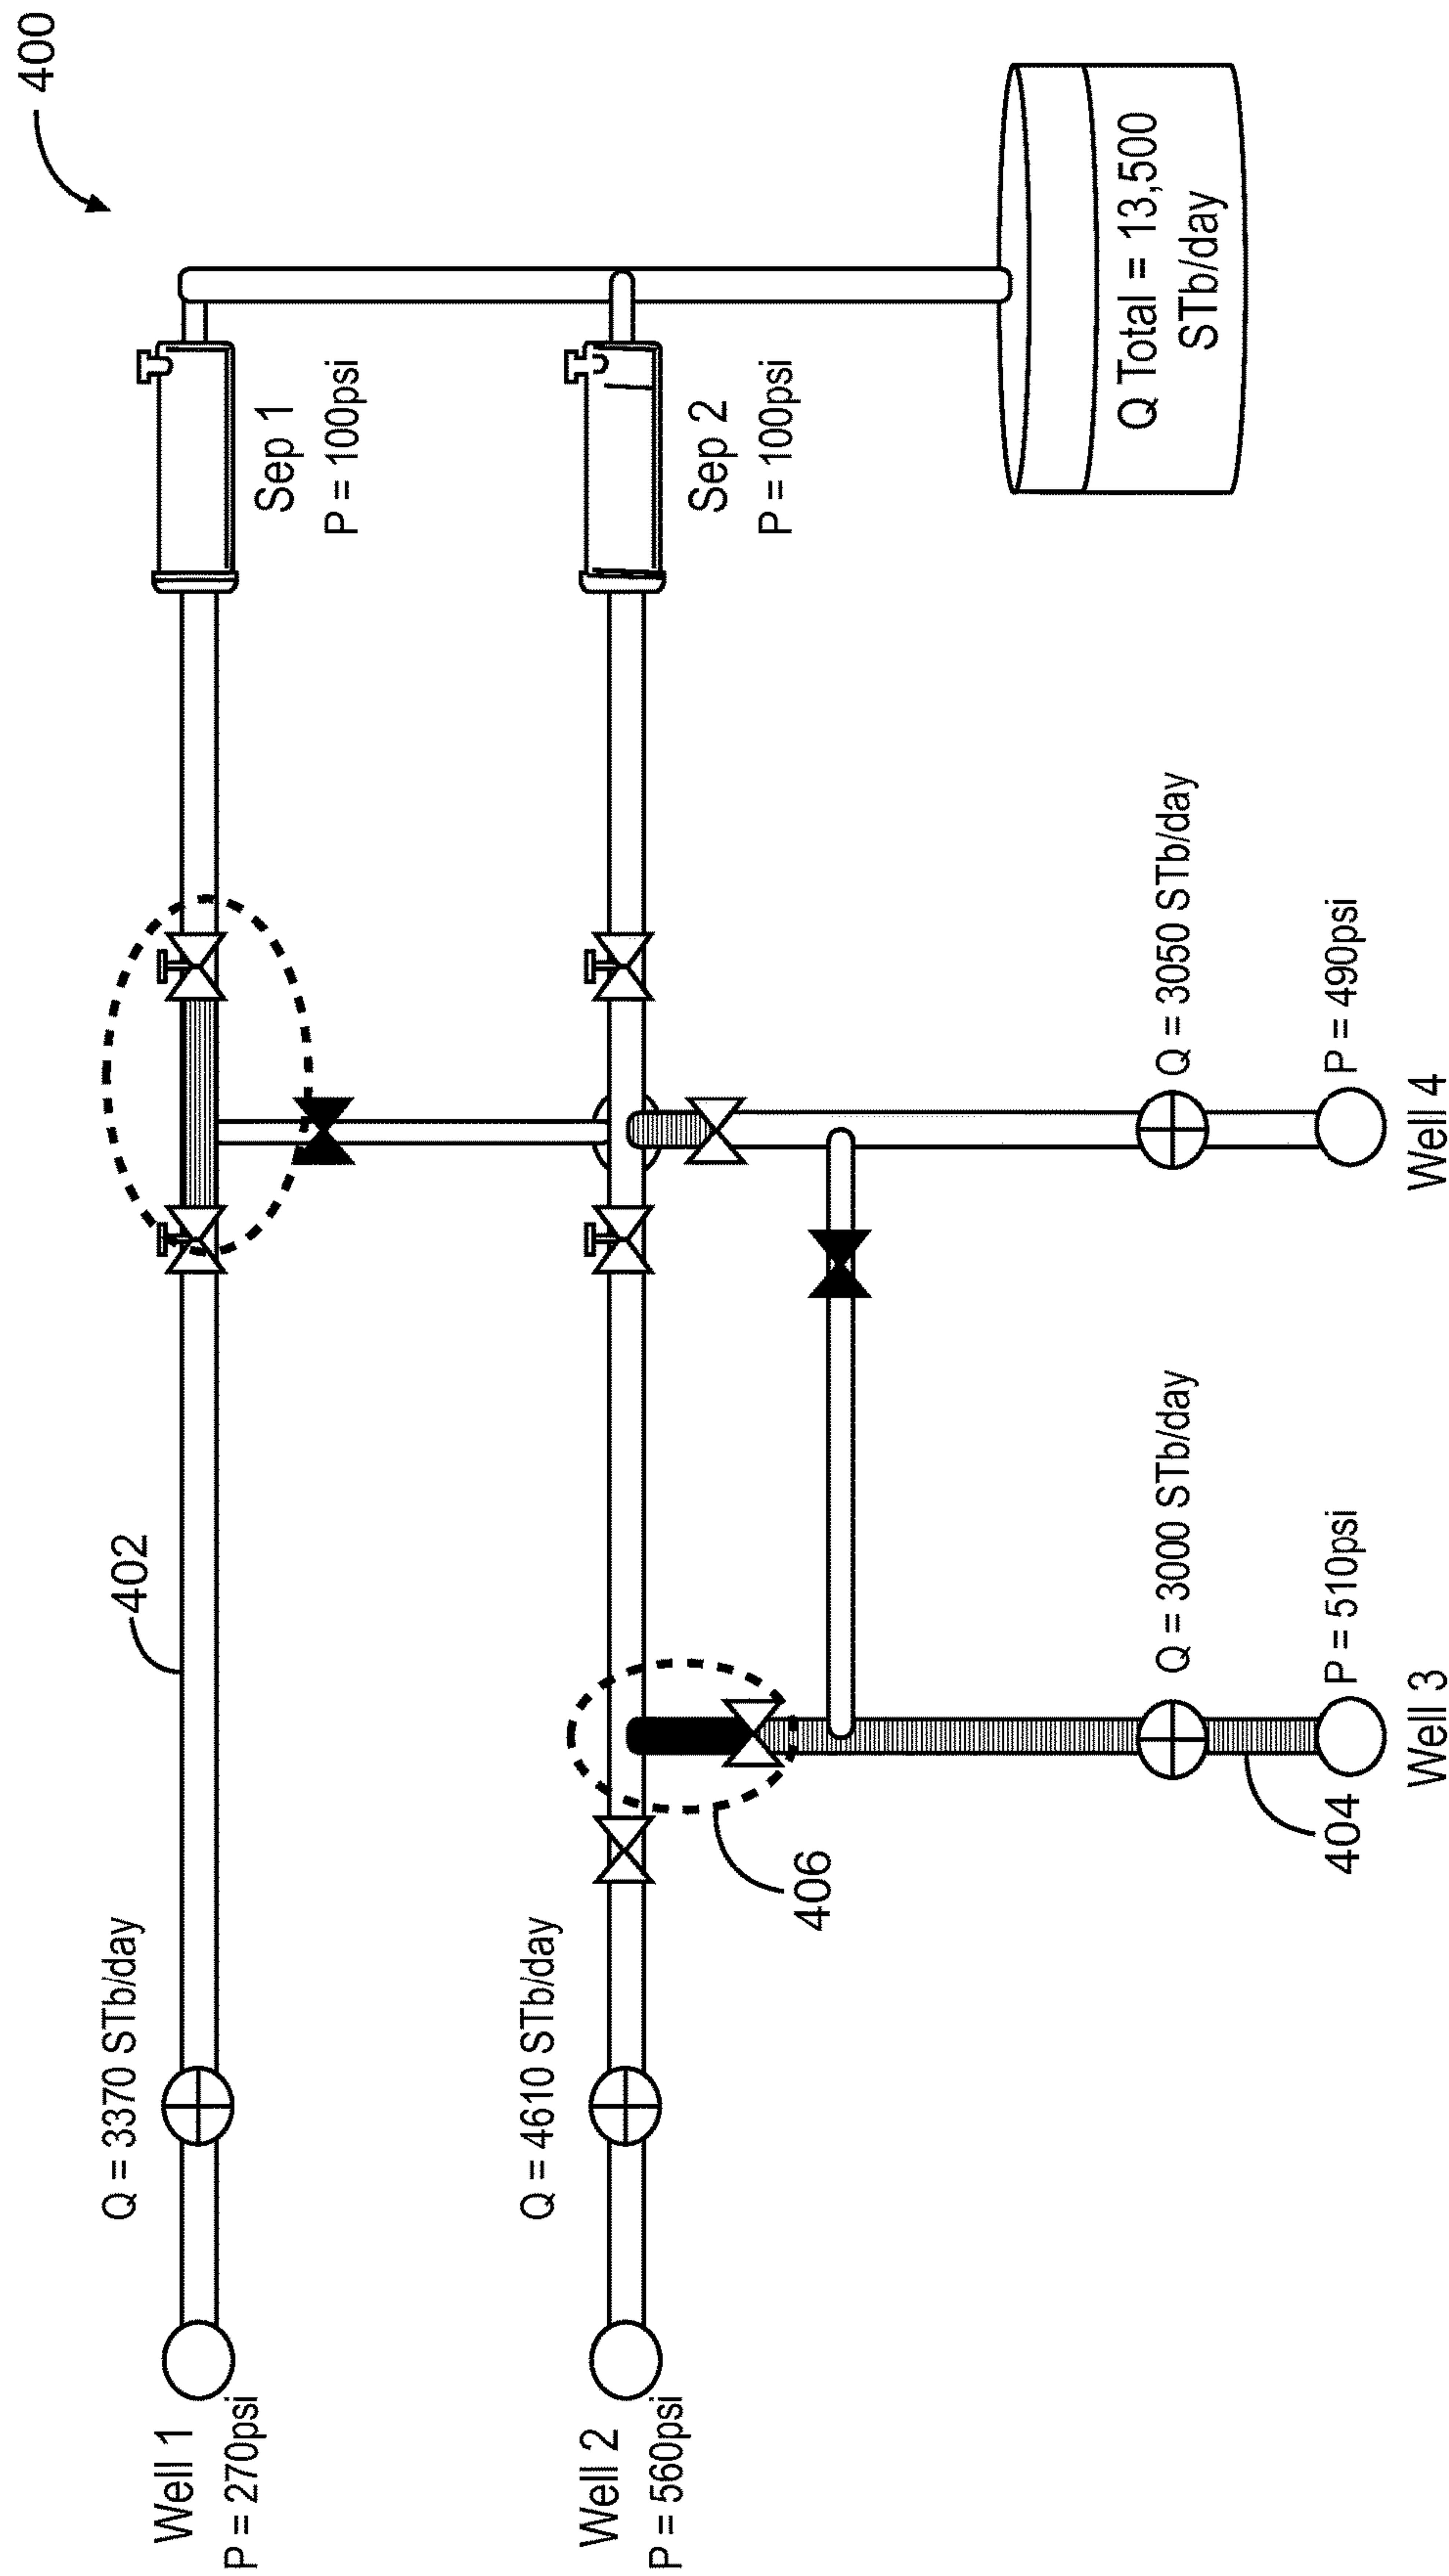 400
Well 1
P = 270psi
Q = 3370 STb/day
402
Sep 1
P = 100psi
Well 2
P = 560psi
Q = 4610 STb/day
Sep 2
P = 100psi
406
Q Total = 13,500
STb/day
Q = 3000 STb/day
Q = 3050 STb/day
404
P = 510psi
P = 490psi
Well 3
Well 4